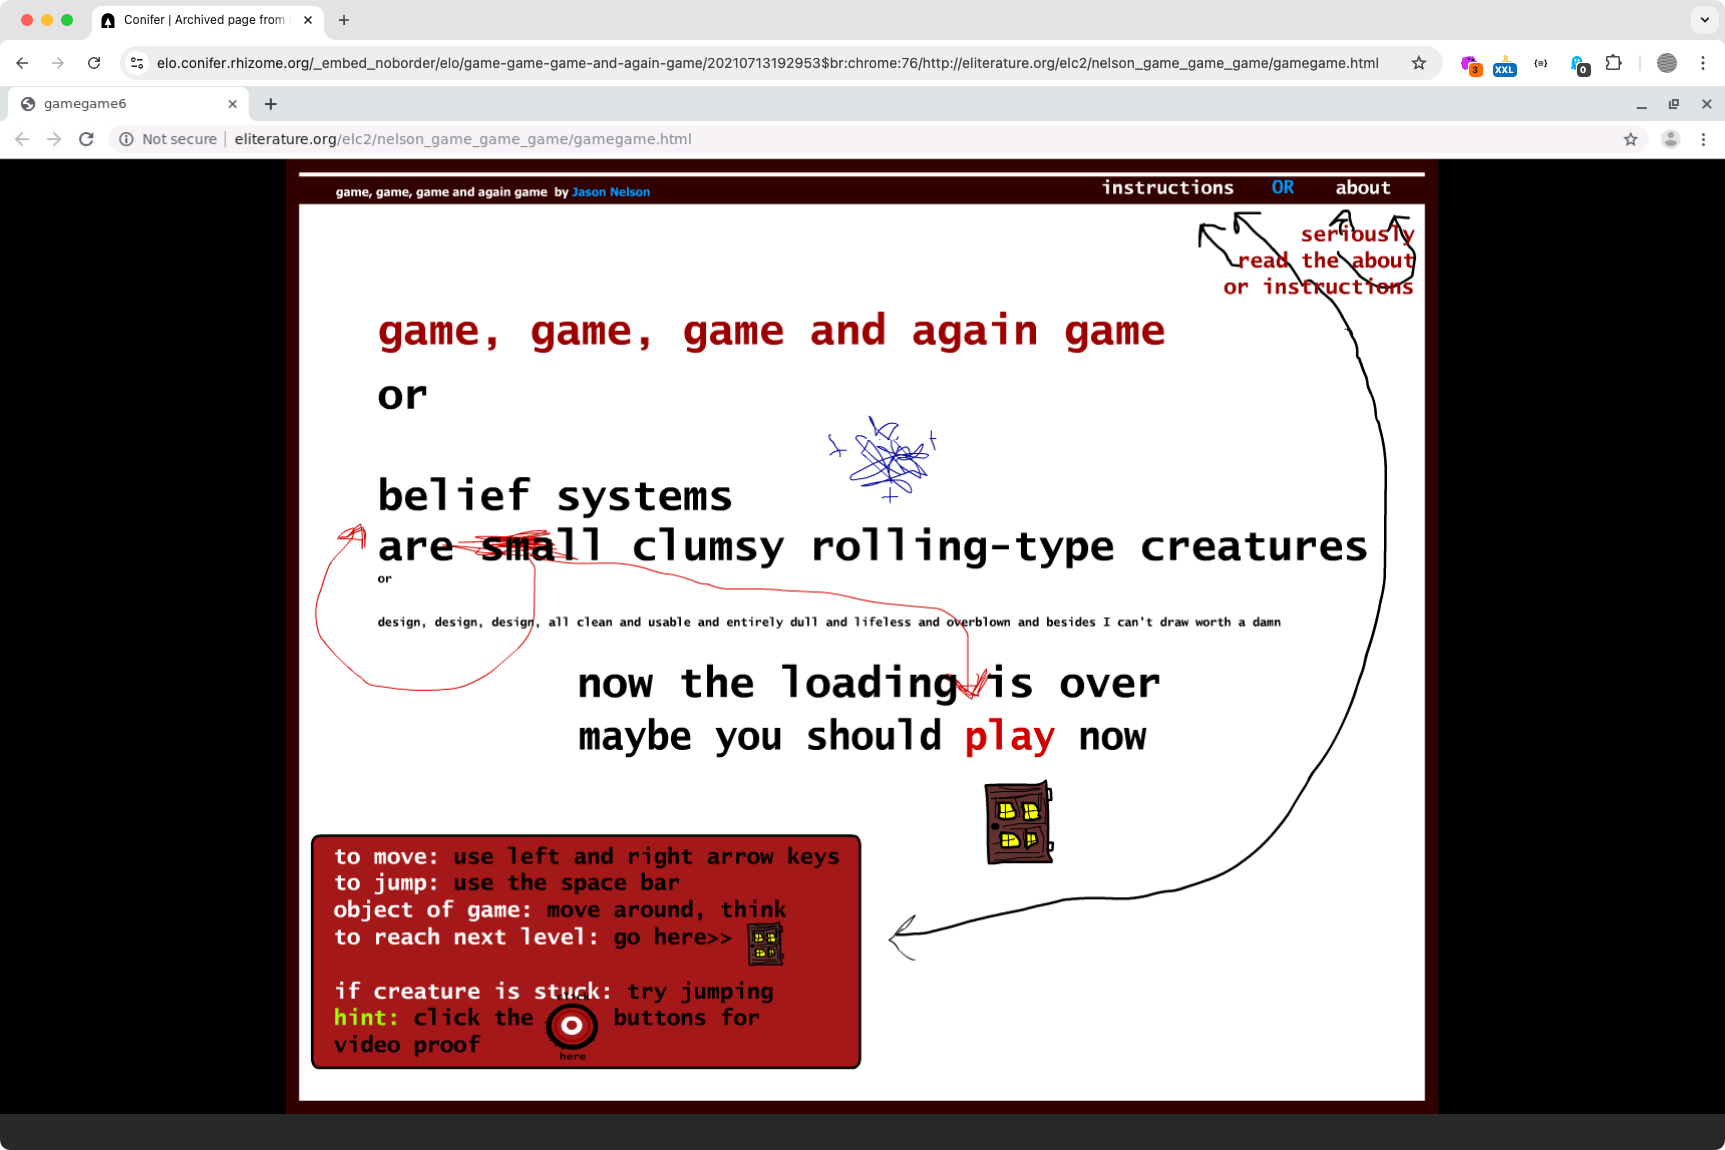 Conifer | Archived page from
elo.conifer.rhizome.org/_embed_noborder/elo/game-game-game-and-again-game/20210713192953$br:chrome:76/http://eliterature.org/elc2/nelson_game_game_game/gamegame.html
3
XXL
0
gamegame6
Not secure | eliterature.org/elc2/nelson_game_game_game/gamegame.html
game, game, game and again game by Jason Nelson
instructions OR about
seriously
read the about
or instructions
game, game, game and again game
or
belief systems
are small clumsy rolling-type creatures
or
design, design, design, all clean and usable and entirely dull and lifeless and overblown and besides I can't draw worth a damn
now the loading is over
maybe you should play now
to move: use left and right arrow keys
to jump: use the space bar
object of game: move around, think
to reach next level: go here>>
if creature is stuck: try jumping
hint: click the buttons for
video proof
here